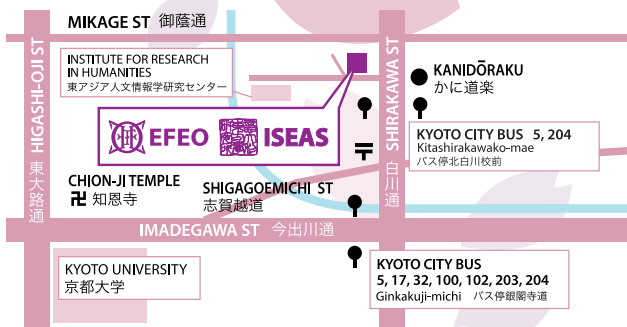 MIKAGE ST 御蔭通
HIGASHI-OJI ST 東大路通
INSTITUTE FOR RESEARCH
IN HUMANITIES
東アジア人文情報学研究センター
EFEO ISEAS
SHIRAKAWA ST 白川通
KANIDŌRAKU
かに道楽
KYOTO CITY BUS 5, 204
Kitashirakawako-mae
バス停北白川校前
CHION-JI TEMPLE
卍 知恩寺
SHIGAGOEMICHI ST
志賀越道
IMADEGAWA ST 今出川通
KYOTO UNIVERSITY
京都大学
KYOTO CITY BUS
5, 17, 32, 100, 102, 203, 204
Ginkakuji-michi バス停銀閣寺道